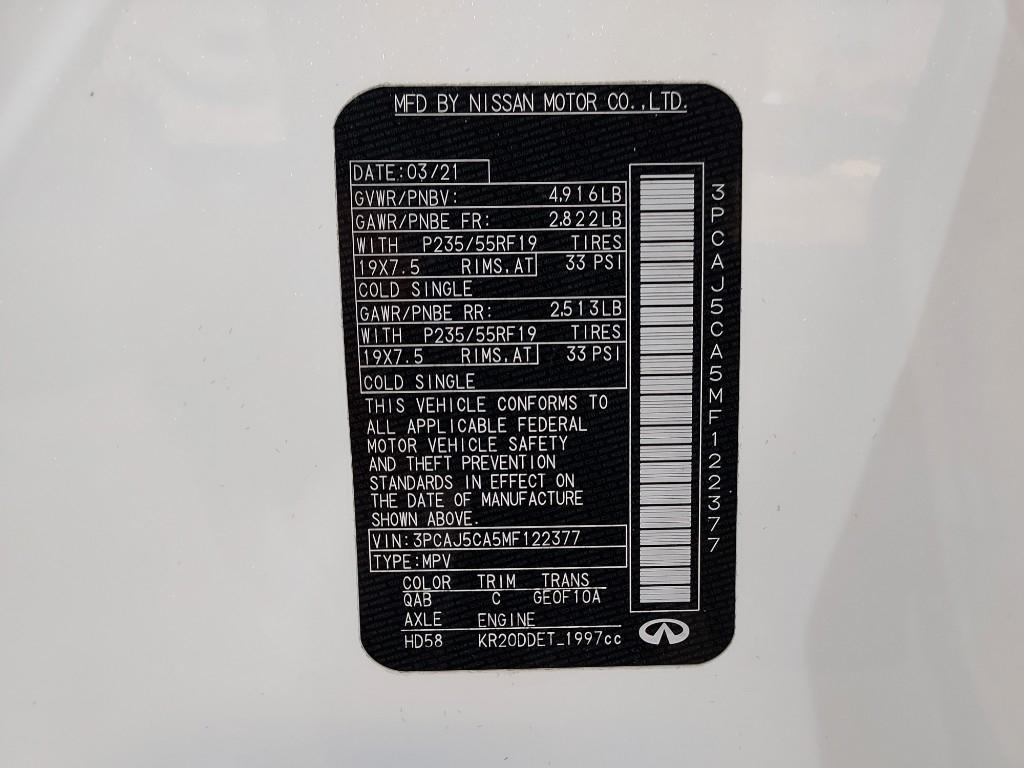 MFD BY NISSAN MOTOR CO.,LTD.
DATE:03/21
GVWR/PNBV: 4,916LB
GAWR/PNBE FR: 2,822LB
WITH P235/55RF19 TIRES
19X7.5 RIMS,AT 33 PSI
COLD SINGLE
GAWR/PNBE RR: 2,513LB
WITH P235/55RF19 TIRES
19X7.5 RIMS,AT 33 PSI
COLD SINGLE
THIS VEHICLE CONFORMS TO
ALL APPLICABLE FEDERAL
MOTOR VEHICLE SAFETY
AND THEFT PREVENTION
STANDARDS IN EFFECT ON
THE DATE OF MANUFACTURE
SHOWN ABOVE.
VIN:3PCAJ5CA5MF122377
TYPE:MPV
COLOR TRIM TRANS
QAB C GE0F10A
AXLE ENGINE
HD58 KR20DDET_1997cc
3PCAJ5CA5MF122377